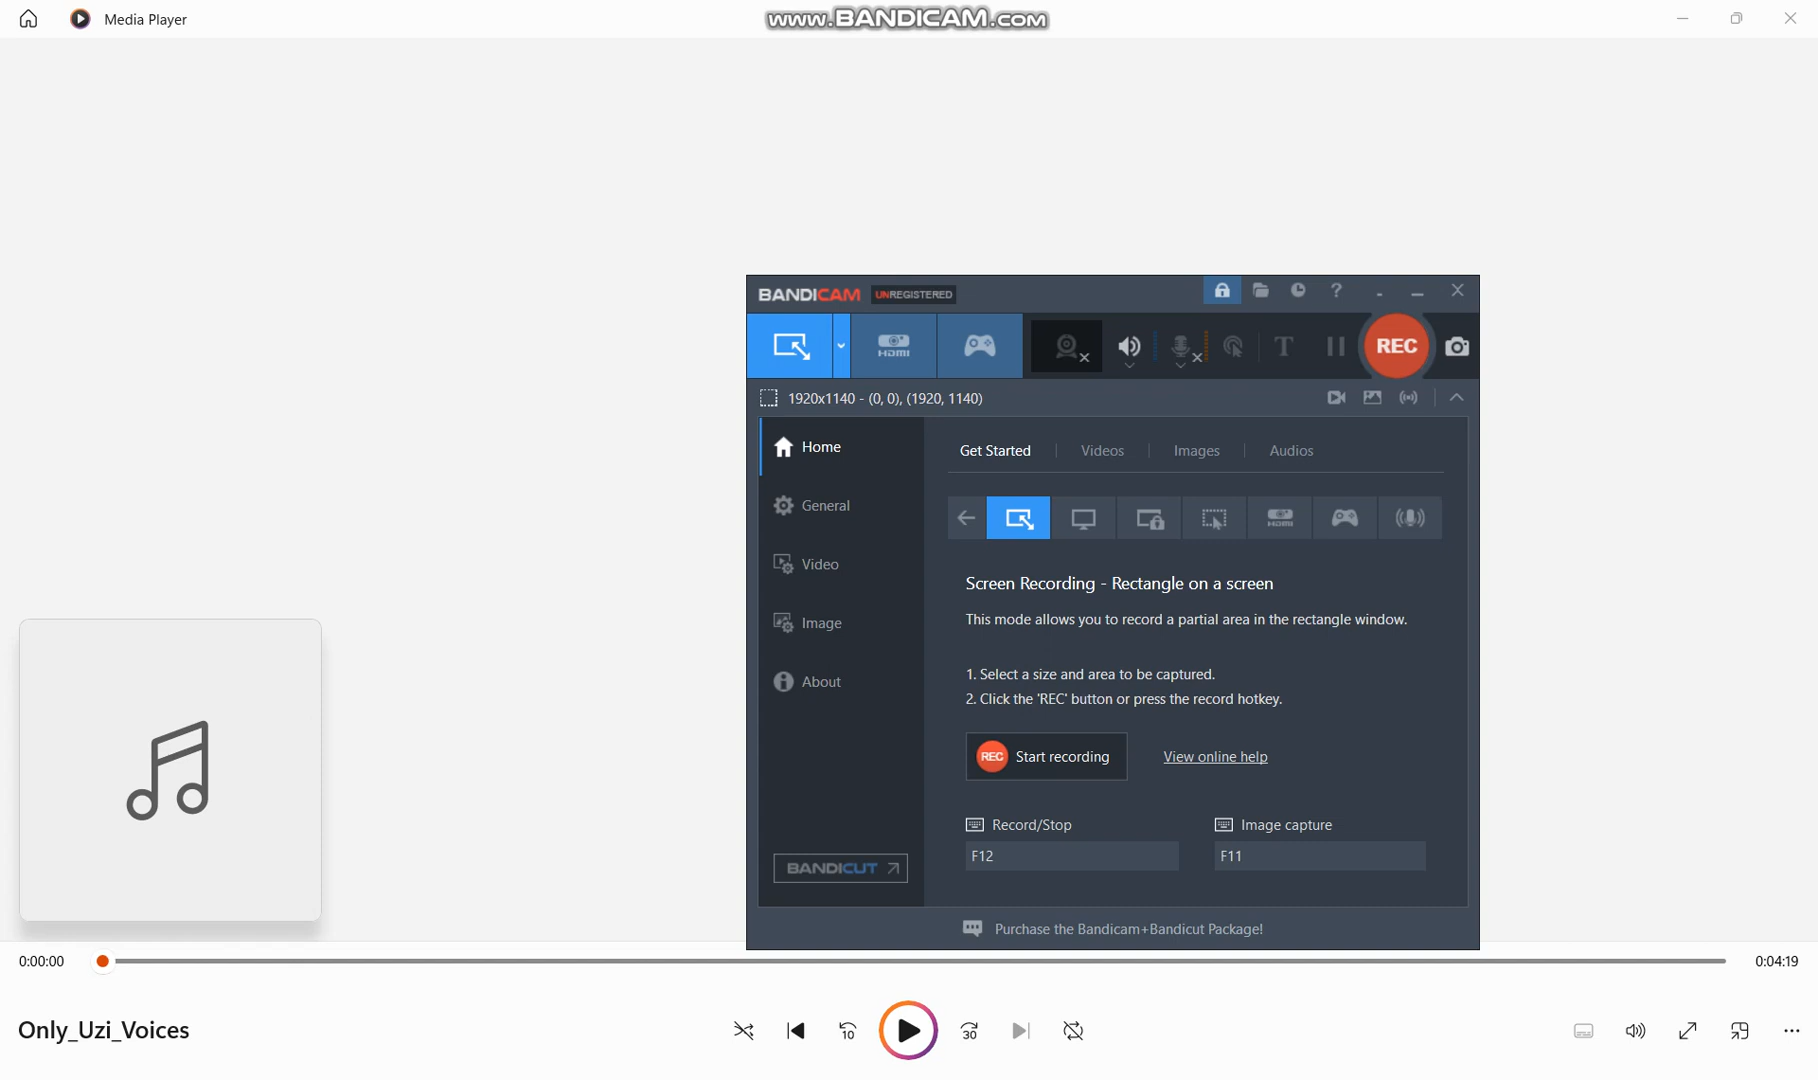 Media Player
www.BANDICAM.com
BANDICAM UNREGISTERED
?
HDMI
T
REC
1920x1140 - (0, 0), (1920, 1140)
Home
General
Video
Image
About
BANDICUT
Get Started
Videos
Images
Audios
HDMI
Screen Recording - Rectangle on a screen
This mode allows you to record a partial area in the rectangle window.
1. Select a size and area to be captured.
2. Click the 'REC' button or press the record hotkey.
REC Start recording
View online help
Record/Stop
Image capture
F12
F11
Purchase the Bandicam+Bandicut Package!
0:00:00
0:04:19
Only_Uzi_Voices
10
30